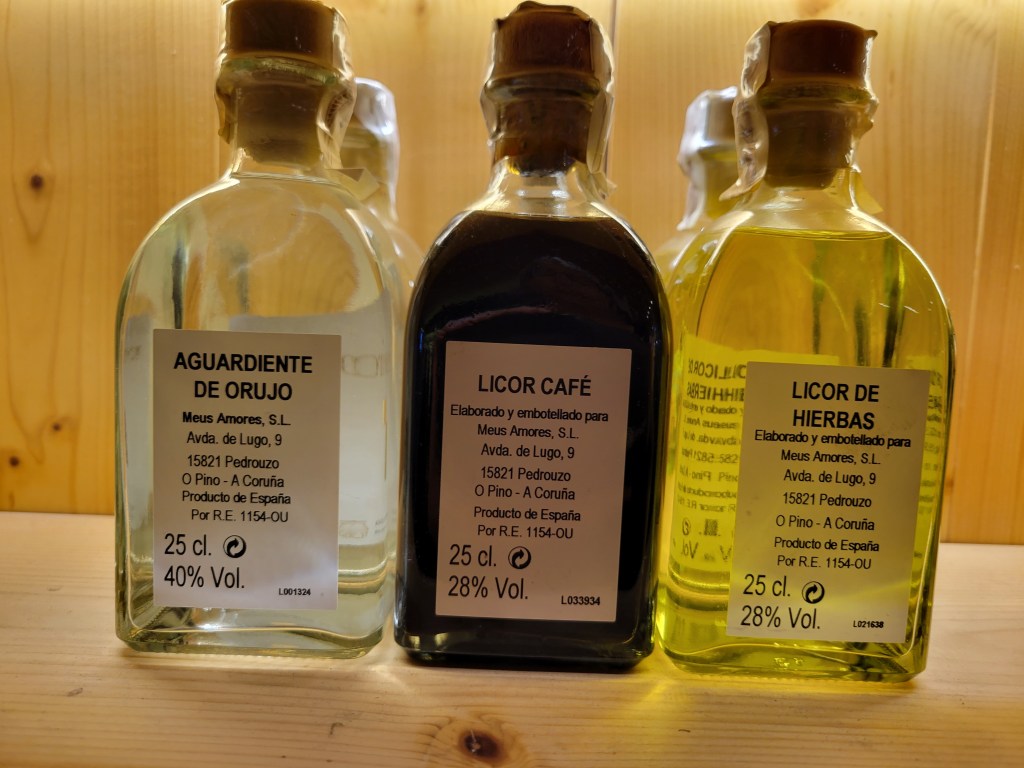 AGUARDIENTE
DE ORUJO
Meus Amores, S.L.
Avda. de Lugo, 9
15821 Pedrouzo
O Pino - A Coruña
Producto de España
Por R.E. 1154-OU
25 cl.
40% Vol.
L001324
LICOR CAFÉ
Elaborado y embotellado para
Meus Amores, S.L.
Avda. de Lugo, 9
15821 Pedrouzo
O Pino - A Coruña
Producto de España
Por R.E. 1154-OU
25 cl.
28% Vol.
L033934
LICOR DE
HIERBAS
Elaborado y embotellado para
Meus Amores, S.L.
Avda. de Lugo, 9
15821 Pedrouzo
O Pino - A Coruña
Producto de España
Por R.E. 1154-OU
25 cl.
28% Vol.
L021638